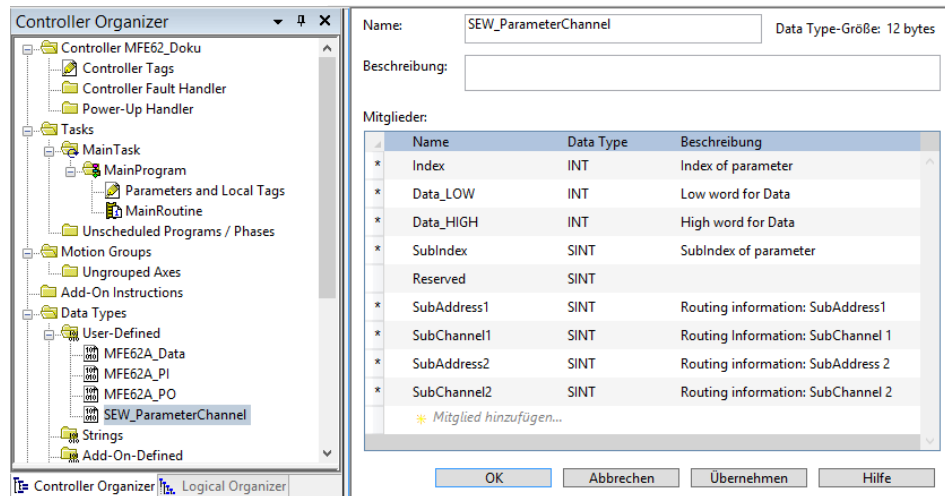 Controller Organizer
Controller MFE62_Doku
Controller Tags
Controller Fault Handler
Power-Up Handler
Tasks
MainTask
MainProgram
Parameters and Local Tags
MainRoutine
Unscheduled Programs / Phases
Motion Groups
Ungrouped Axes
Add-On Instructions
Data Types
User-Defined
MFE62A_Data
MFE62A_PI
MFE62A_PO
SEW_ParameterChannel
Strings
Add-On-Defined
Controller Organizer Logical Organizer
Name: SEW_ParameterChannel Data Type-Größe: 12 bytes
Beschreibung:
Mitglieder:
Name Data Type Beschreibung
* Index INT Index of parameter
* Data_LOW INT Low word for Data
* Data_HIGH INT High word for Data
* SubIndex SINT SubIndex of parameter
Reserved SINT
* SubAddress1 SINT Routing information: SubAddress1
* SubChannel1 SINT Routing Information: SubChannel 1
* SubAddress2 SINT Routing information: SubAddress 2
* SubChannel2 SINT Routing information: SubChannel 2
Mitglied hinzufügen...
OK Abbrechen Übernehmen Hilfe